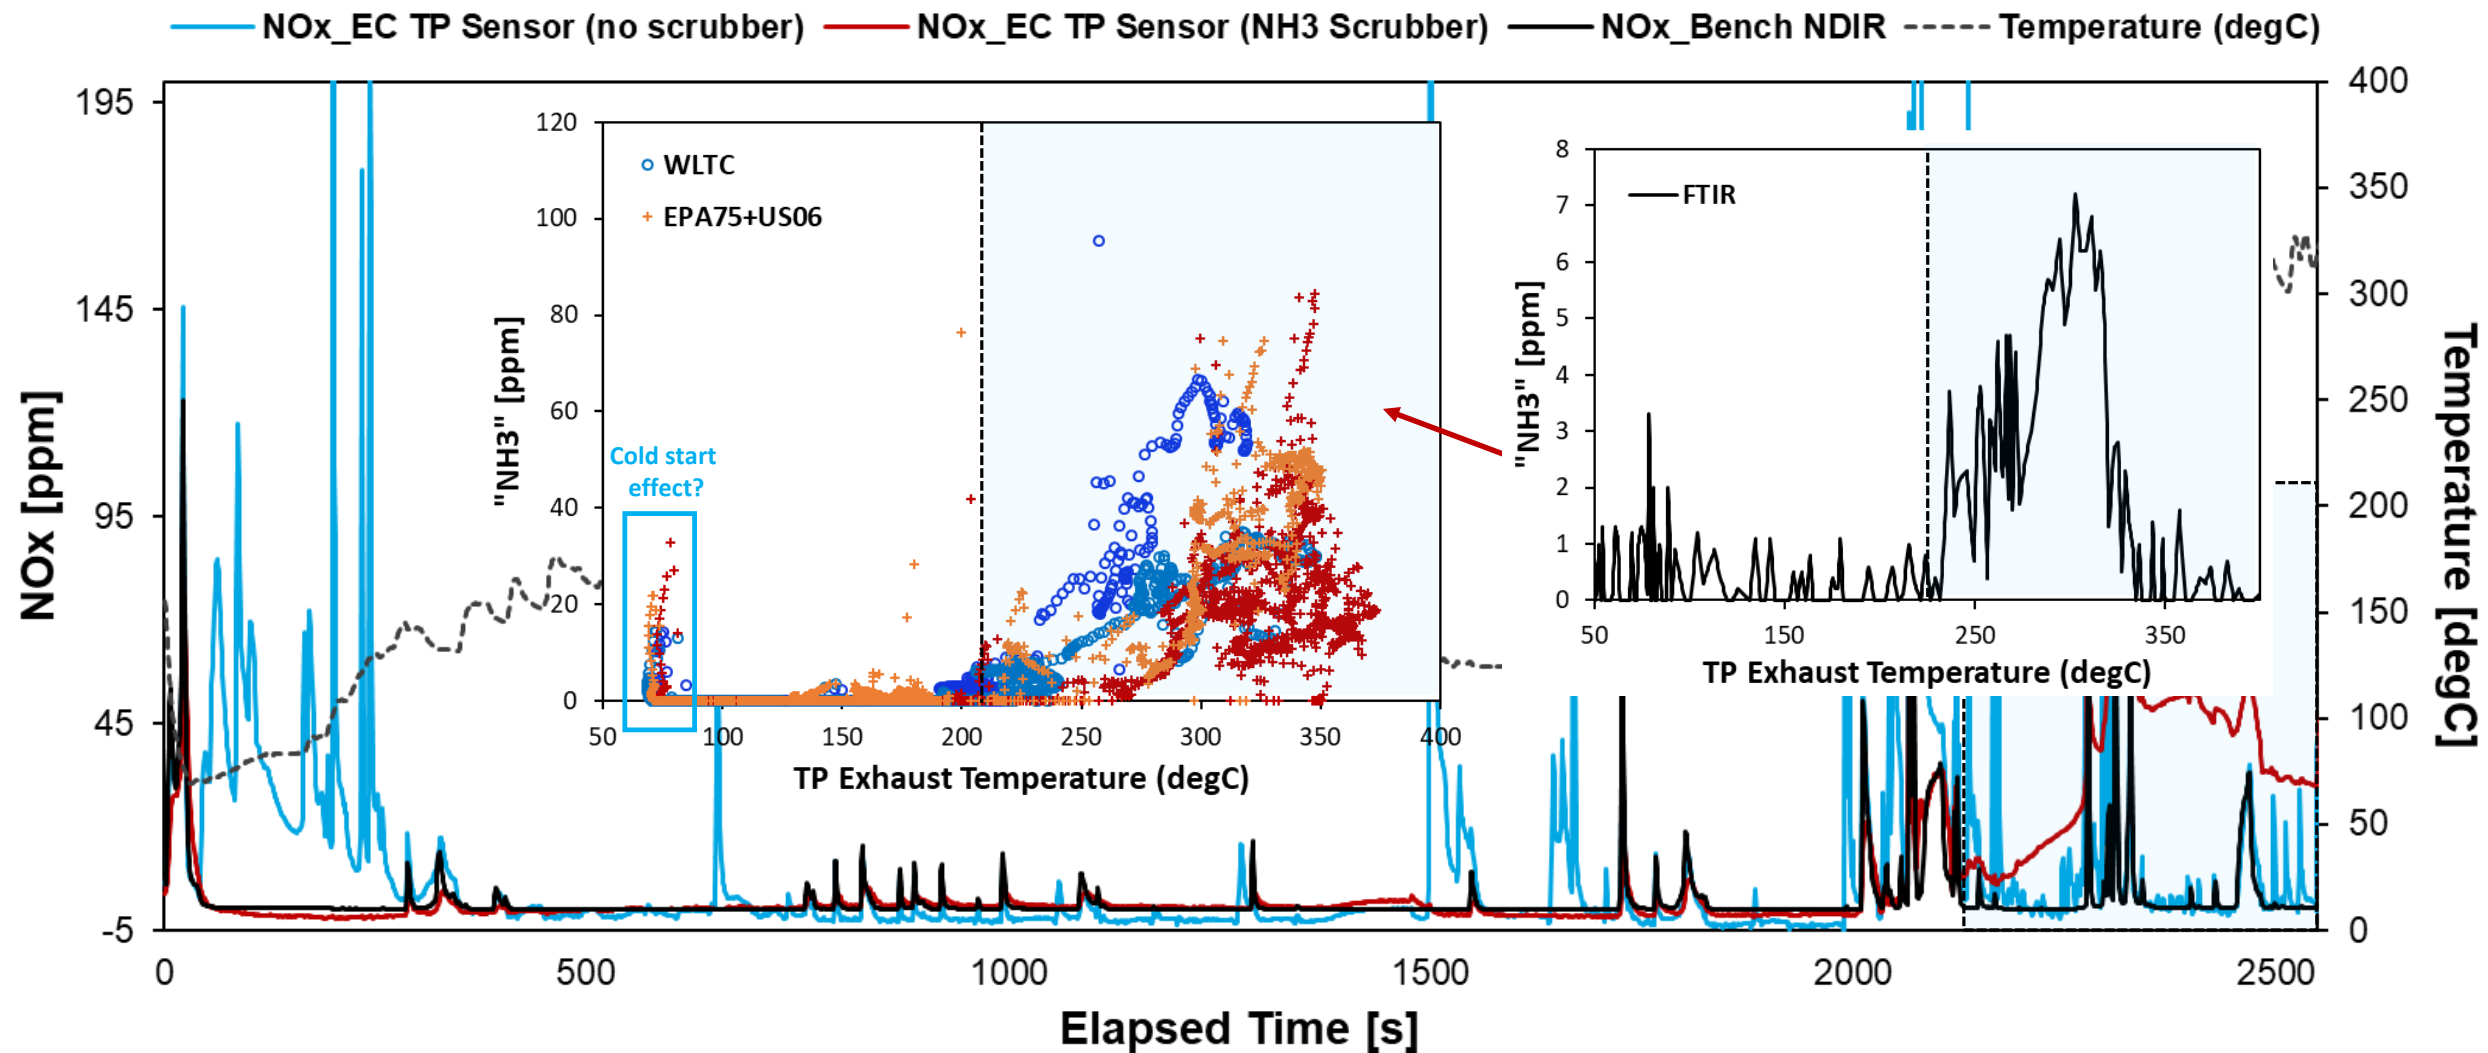 NOx_EC TP Sensor (no scrubber) NOx_EC TP Sensor (NH3 Scrubber) NOx_Bench NDIR Temperature (degC)
NOx [ppm]
195
145
95
45
-5
0 500 1000 1500 2000 2500
Elapsed Time [s]
400
350
300
250
200
150
100
50
0
Temperature [degC]
"NH3" [ppm]
120
100
80
60
40
20
0
WLTC
EPA75+US06
Cold start
effect?
50 100 150 200 250 300 350 400
TP Exhaust Temperature (degC)
"NH3" [ppm]
8
7
6
5
4
3
2
1
0
FTIR
50 150 250 350
TP Exhaust Temperature (degC)